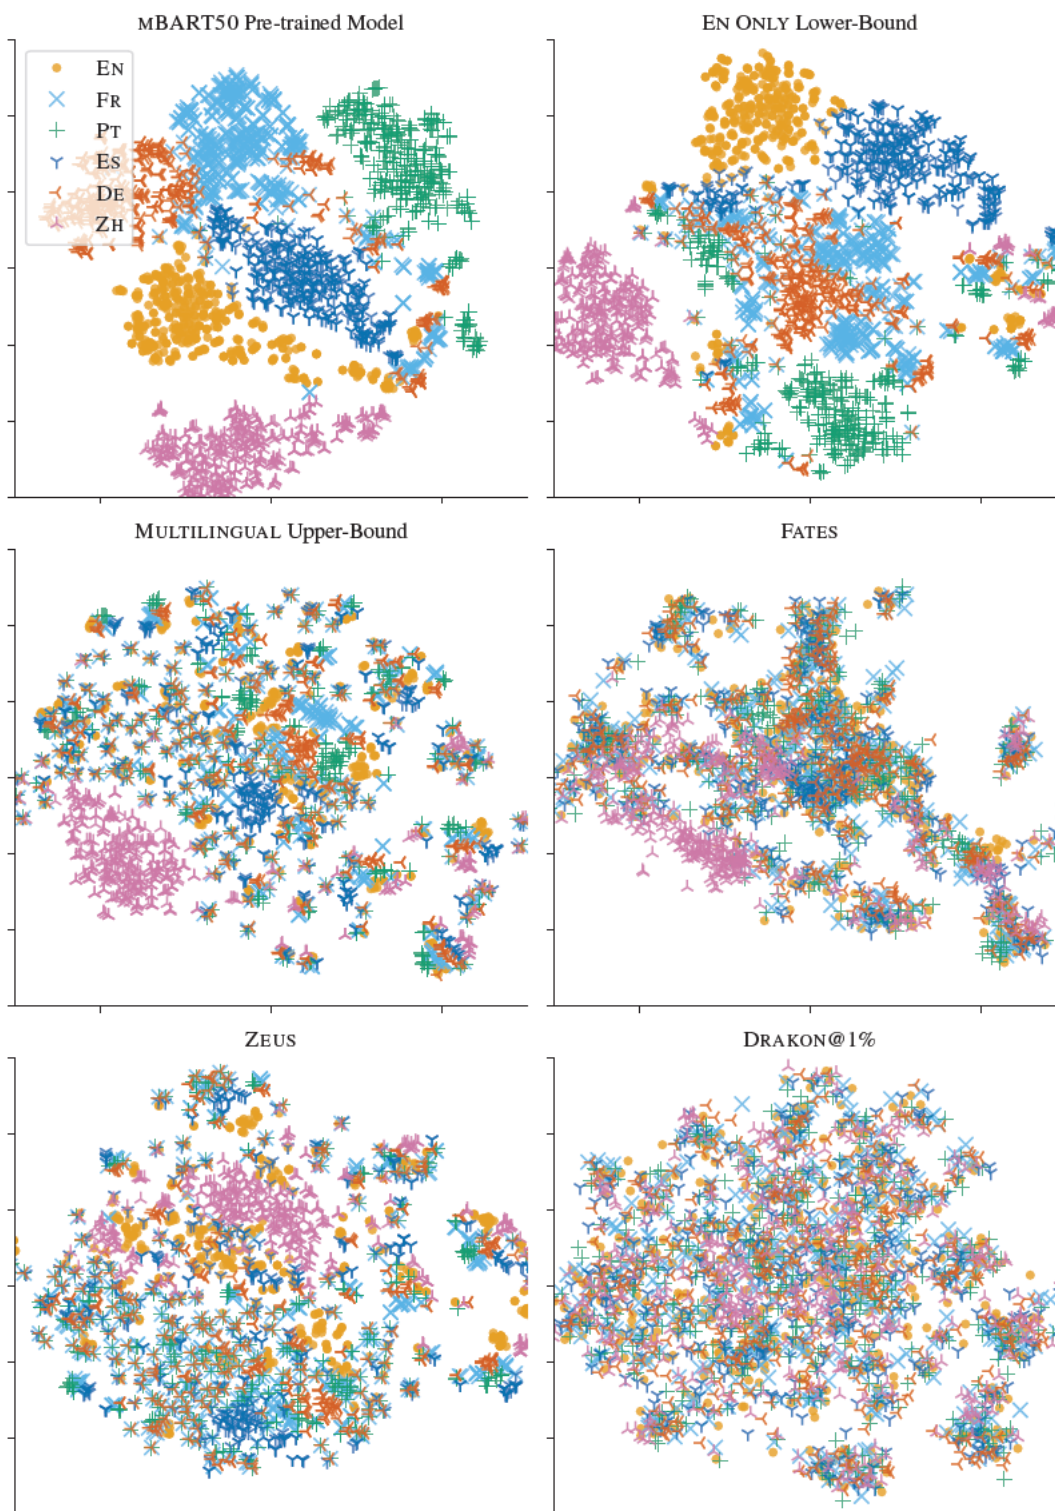 MBART50 Pre-trained Model
EN ONLY Lower-Bound
EN
FR
PT
ES
DE
ZH
MULTILINGUAL Upper-Bound
FATES
ZEUS
DRAKON@1%